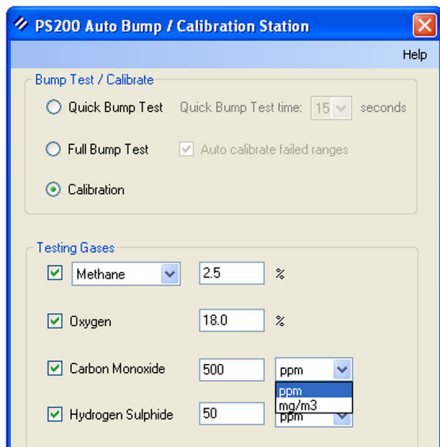 PS200 Auto Bump / Calibration Station
Help
Bump Test / Calibrate
Quick Bump Test Quick Bump Test time: 15 seconds
Full Bump Test Auto calibrate failed ranges
Calibration
Testing Gases
Methane 2.5 %
Oxygen 18.0 %
Carbon Monoxide 500 ppm
ppm
mg/m3
Hydrogen Sulphide 50 ppm